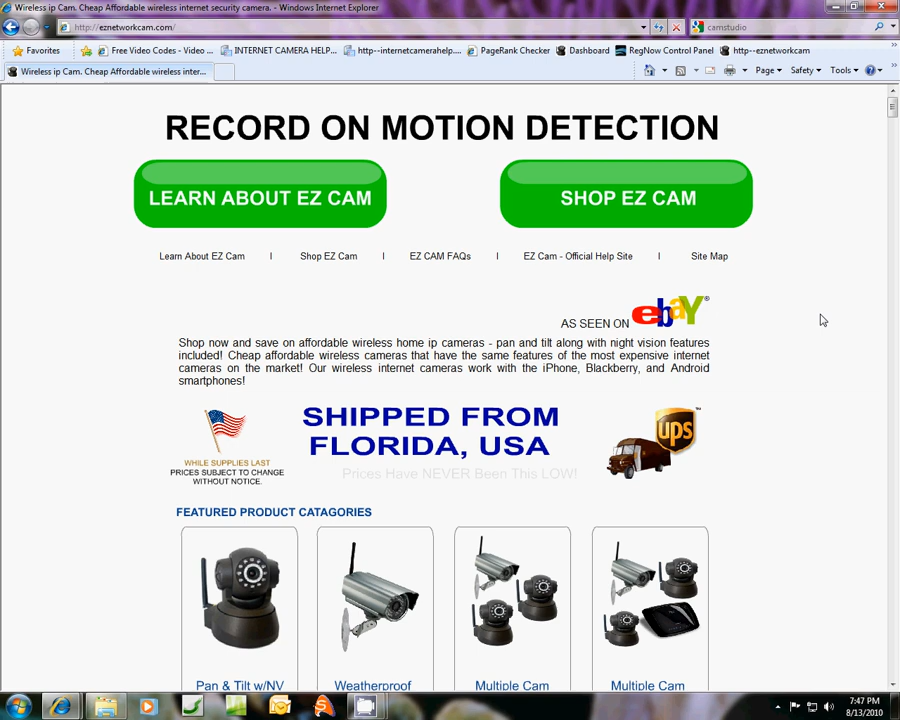 Wireless ip Cam. Cheap Affordable wireless internet security camera. - Windows Internet Explorer
http://eznetworkcam.com/
camstudio
Favorites
Free Video Codes - Video ...
INTERNET CAMERA HELP...
http--internetcamerahelp....
PageRank Checker
Dashboard
RegNow Control Panel
http--eznetworkcam
Wireless ip Cam. Cheap Affordable wireless inter...
Page
Safety
Tools
RECORD ON MOTION DETECTION
LEARN ABOUT EZ CAM
SHOP EZ CAM
Learn About EZ Cam I Shop EZ Cam I EZ CAM FAQs I EZ Cam - Official Help Site I Site Map
AS SEEN ON ebaY®
Shop now and save on affordable wireless home ip cameras - pan and tilt along with night vision features
included! Cheap affordable wireless cameras that have the same features of the most expensive internet
cameras on the market! Our wireless internet cameras work with the iPhone, Blackberry, and Android
smartphones!
SHIPPED FROM
FLORIDA, USA
ups
WHILE SUPPLIES LAST
PRICES SUBJECT TO CHANGE
WITHOUT NOTICE.
Prices Have NEVER Been This LOW!
FEATURED PRODUCT CATAGORIES
Pan & Tilt w/NV
Weatherproof
Multiple Cam
Multiple Cam
7:47 PM
8/13/2010